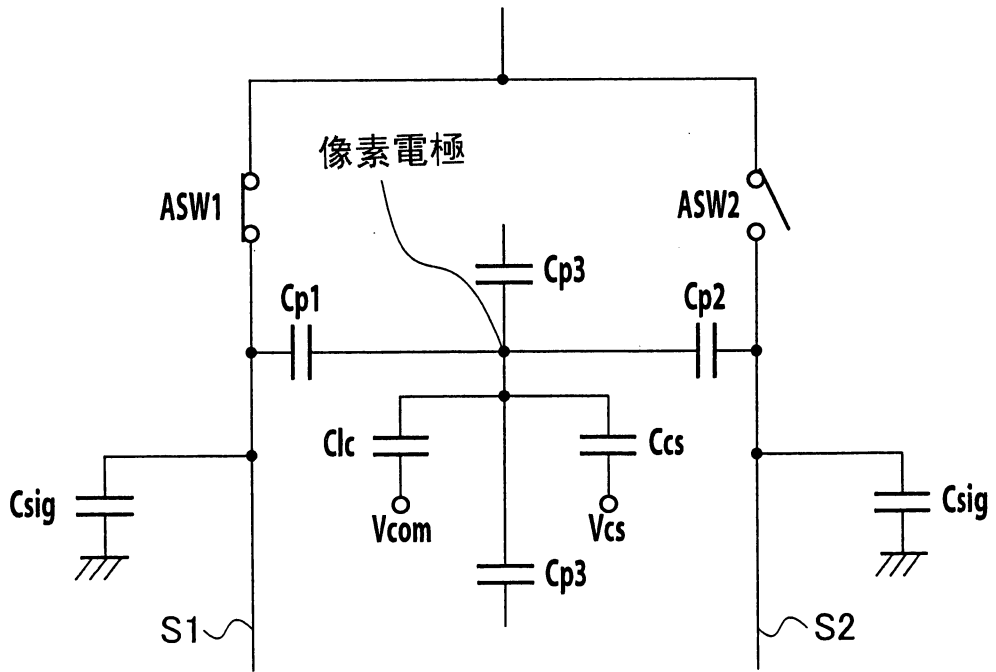 像素電極
ASW1
ASW2
Cp3
Cp1
Cp2
Clc
Ccs
Csig
Vcom
Vcs
Csig
Cp3
S1
S2